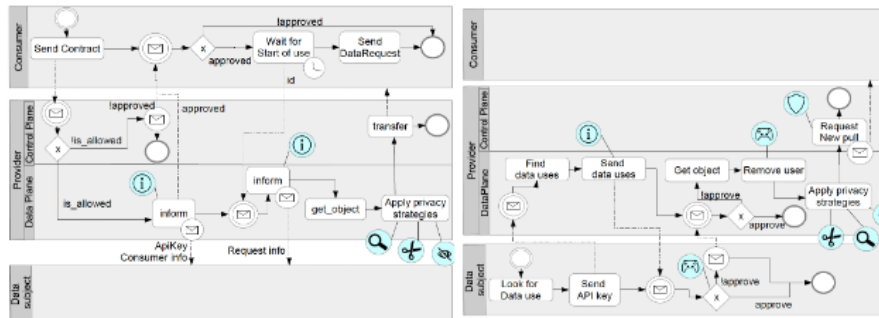 Consumer
!approved
Send Contract
x
Wait for
Start of use
Send
DataRequest
approved
id
Provider
Control Plane
!approved
approved
!is_allowed
x
transfer
Data Plane
is_allowed
i
inform
i
inform
get_object
Apply privacy
strategies
ApiKey
Consumer info
Request info
Data
subject
Consumer
Provider
Control Plane
Request
New pull
DataPlane
Find
data uses
i
Send
data uses
Get object
Remove user
!approve
x
approve
Apply privacy
strategies
Data
subject
Look for
Data use
Send
API key
x
!approve
approve